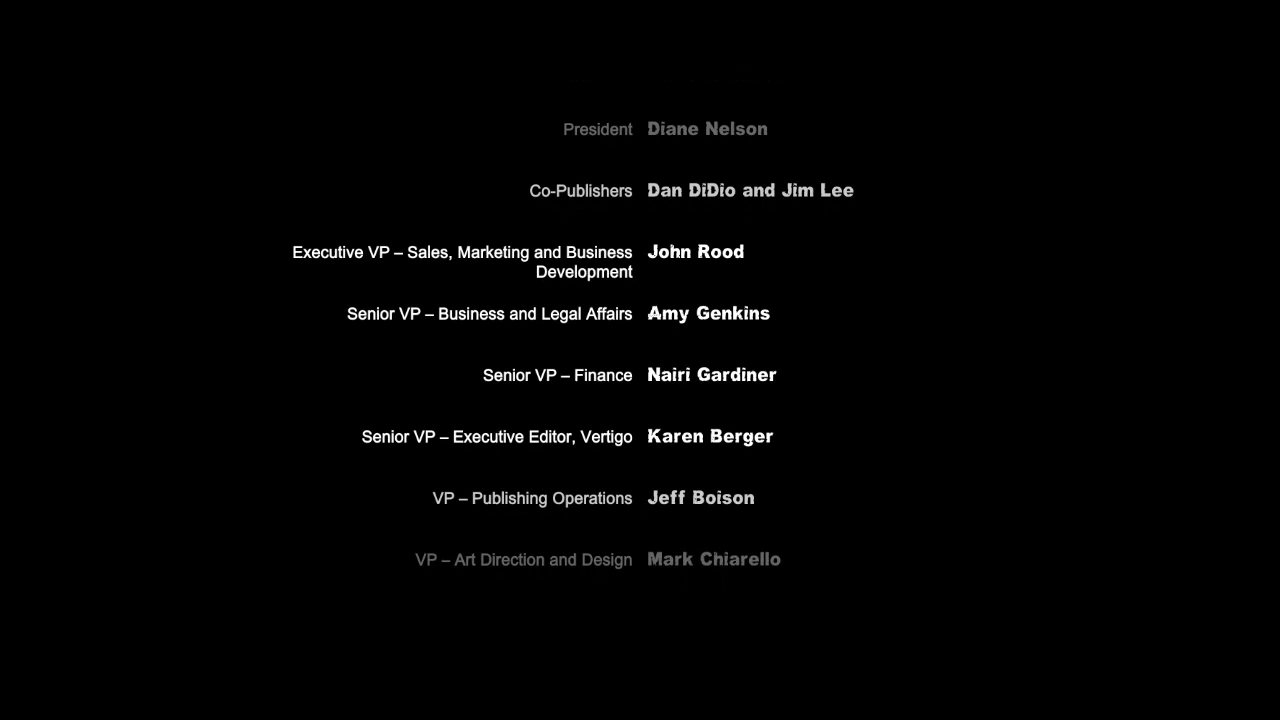 President Diane Nelson
Co-Publishers Dan DiDio and Jim Lee
Executive VP – Sales, Marketing and Business John Rood
Development
Senior VP – Business and Legal Affairs Amy Genkins
Senior VP – Finance Nairi Gardiner
Senior VP – Executive Editor, Vertigo Karen Berger
VP – Publishing Operations Jeff Boison
VP – Art Direction and Design Mark Chiarello